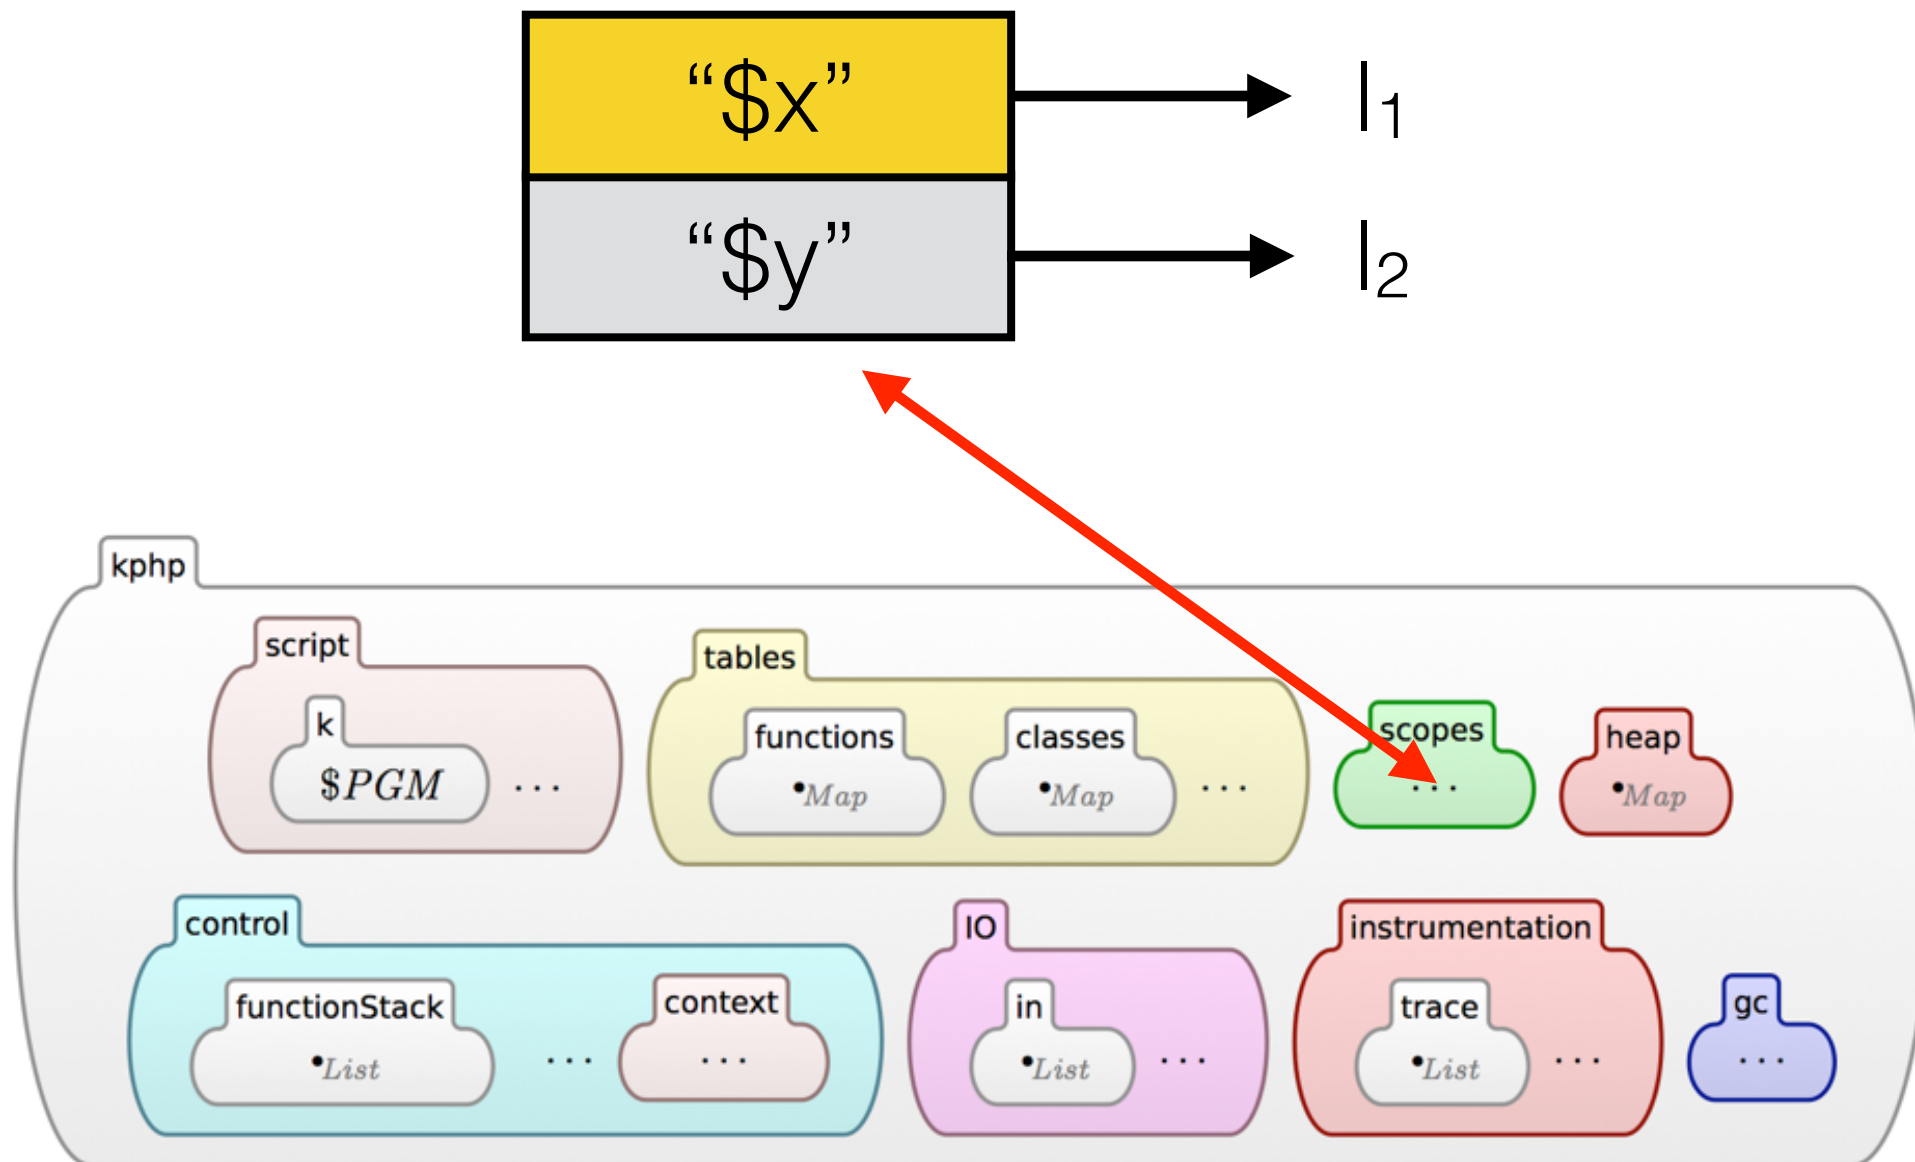 “$x” l₁
“$y” l₂
kphp
script
tables
k
$PGM
...
functions
•Map
classes
•Map
...
scopes
...
heap
•Map
control
IO
instrumentation
functionStack
•List
...
context
...
in
•List
...
trace
•List
...
gc
...